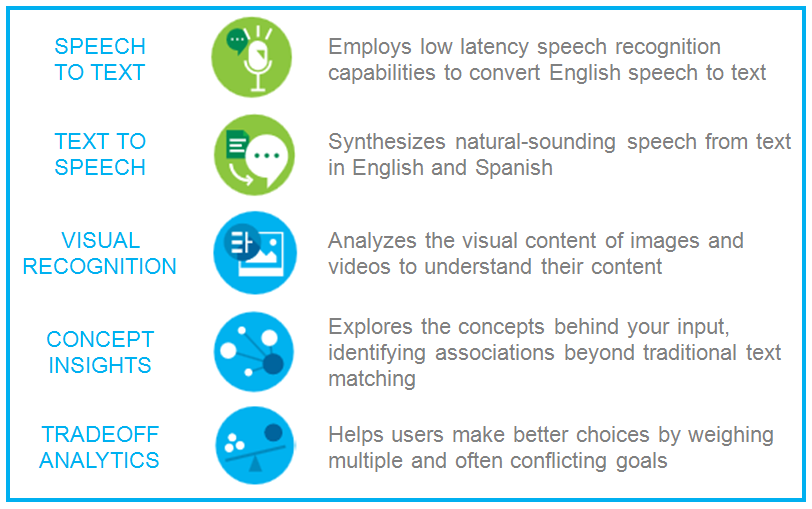 SPEECH
TO TEXT
Employs low latency speech recognition
capabilities to convert English speech to text
TEXT TO
SPEECH
Synthesizes natural-sounding speech from text
in English and Spanish
VISUAL
RECOGNITION
Analyzes the visual content of images and
videos to understand their content
CONCEPT
INSIGHTS
Explores the concepts behind your input,
identifying associations beyond traditional text
matching
TRADEOFF
ANALYTICS
Helps users make better choices by weighing
multiple and often conflicting goals